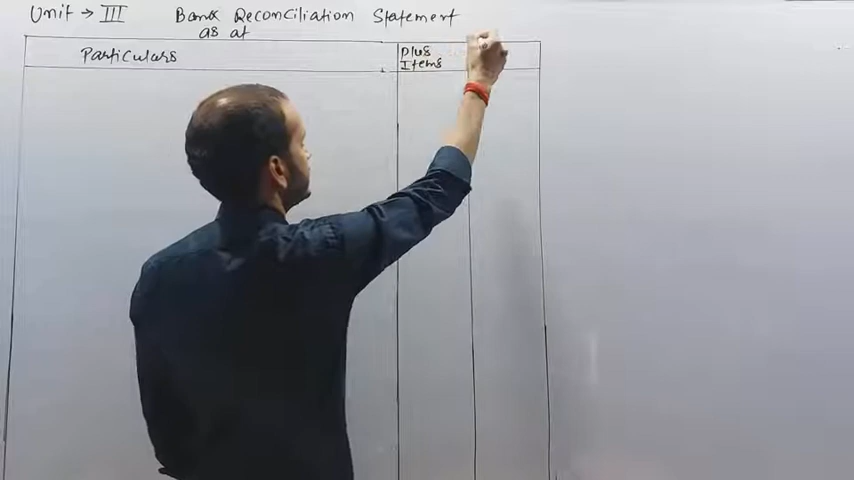 Unit → III Bank Reconciliation Statement
as at
Particulars Plus
Items